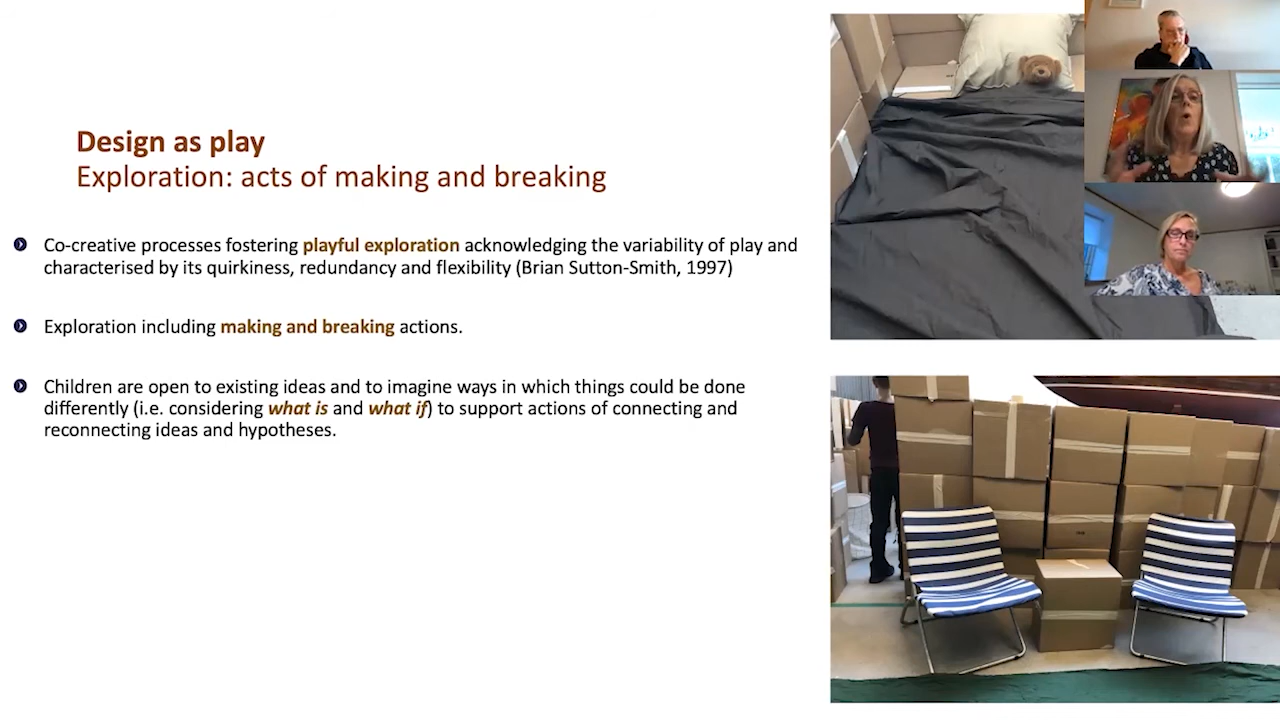 Design as play
Exploration: acts of making and breaking
Co-creative processes fostering playful exploration acknowledging the variability of play and
characterised by its quirkiness, redundancy and flexibility (Brian Sutton-Smith, 1997)
Exploration including making and breaking actions.
Children are open to existing ideas and to imagine ways in which things could be done
differently (i.e. considering what is and what if) to support actions of connecting and
reconnecting ideas and hypotheses.